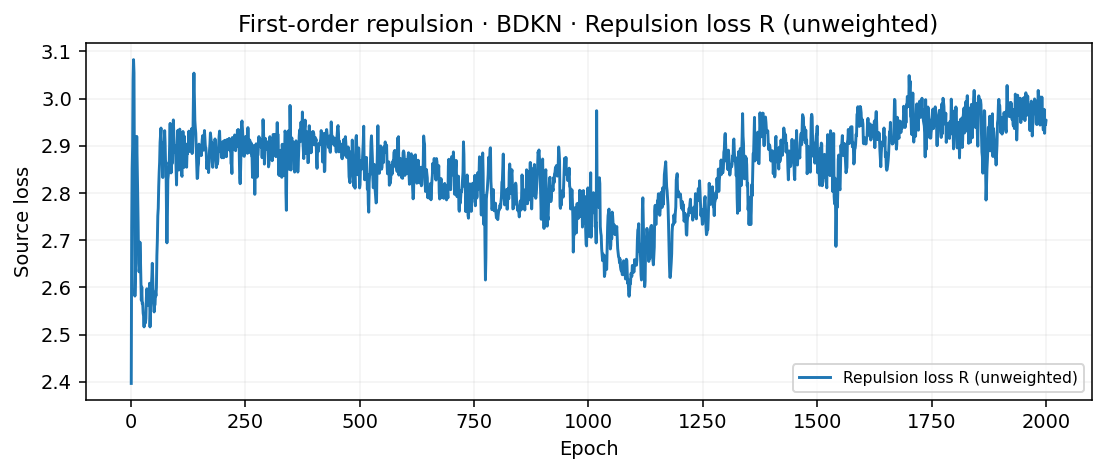 First-order repulsion · BDKN · Repulsion loss R (unweighted)
3.1
3.0
2.9
2.8
2.7
2.6
2.5
2.4
Source loss
0 250 500 750 1000 1250 1500 1750 2000
Epoch
Repulsion loss R (unweighted)